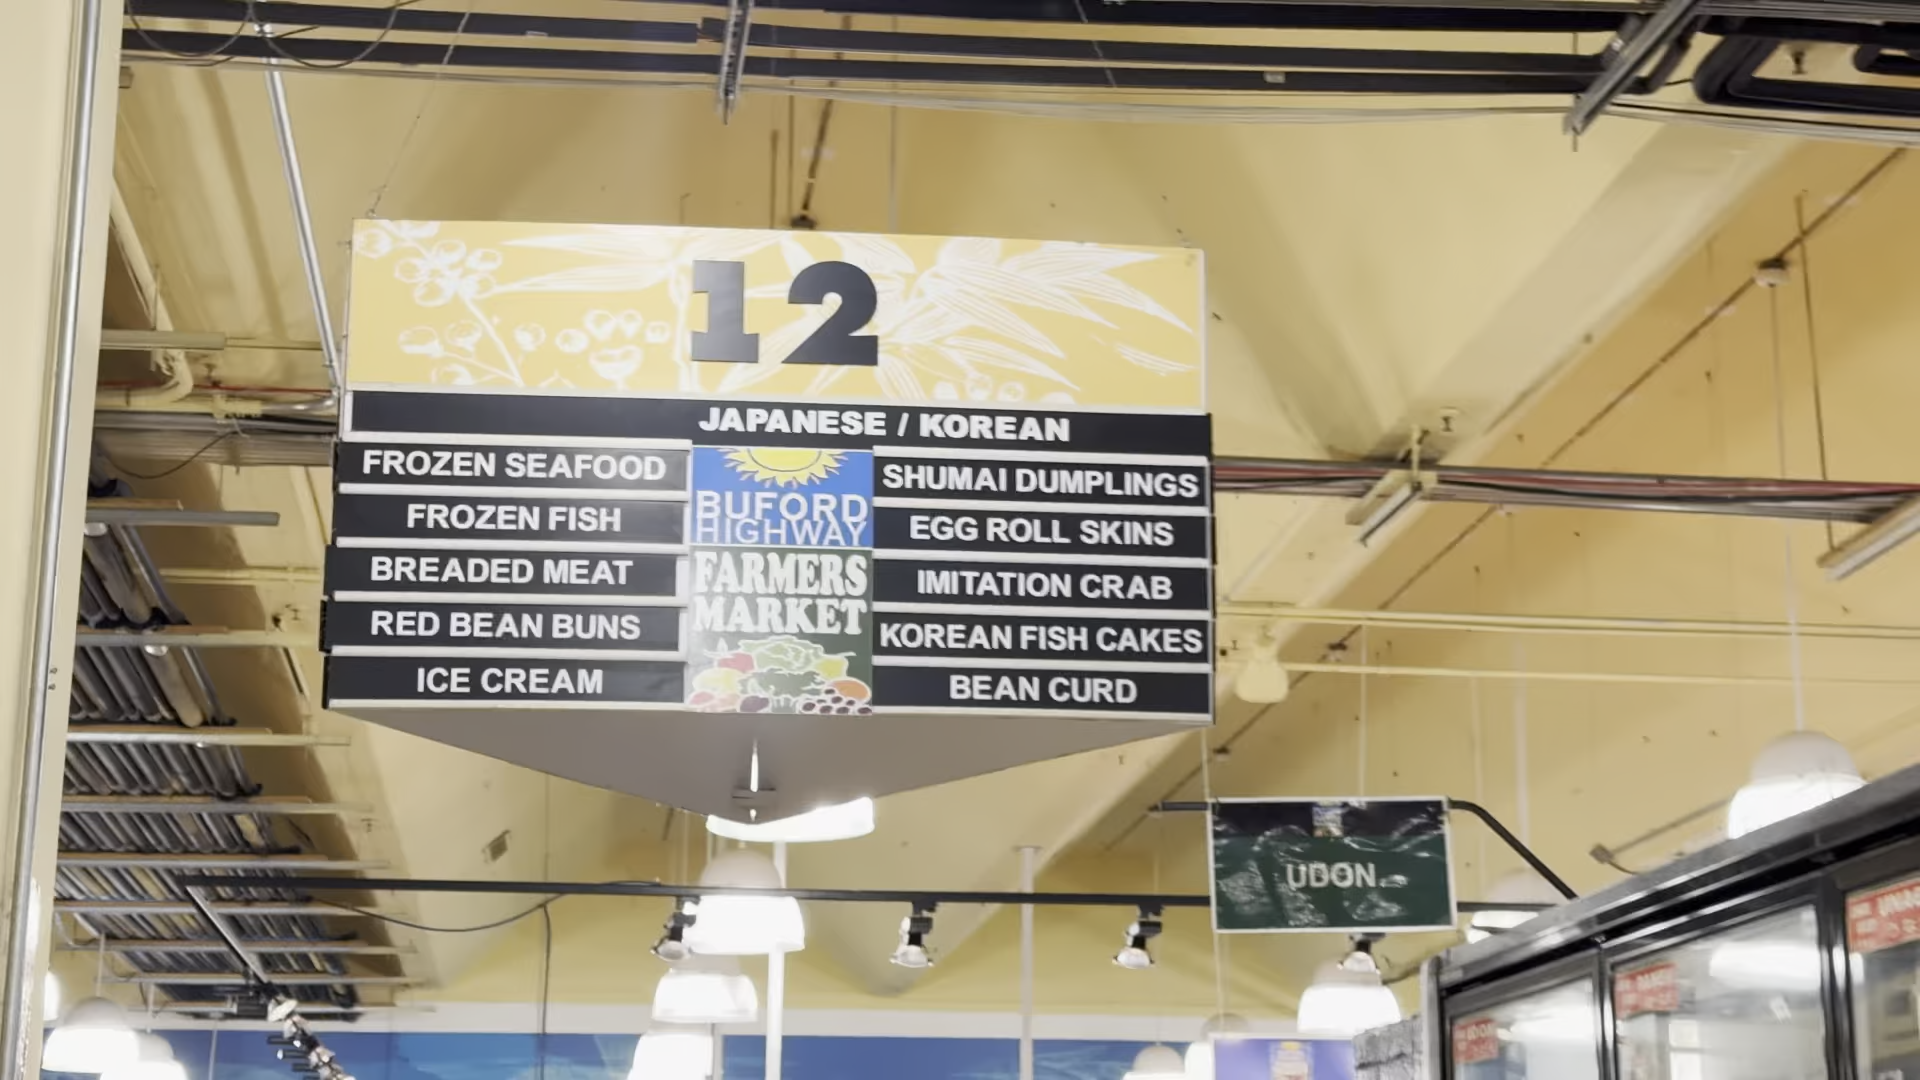 12
JAPANESE / KOREAN
FROZEN SEAFOOD
FROZEN FISH
BREADED MEAT
RED BEAN BUNS
ICE CREAM
BUFORD
HIGHWAY
FARMERS
MARKET
SHUMAI DUMPLINGS
EGG ROLL SKINS
IMITATION CRAB
KOREAN FISH CAKES
BEAN CURD
UDON